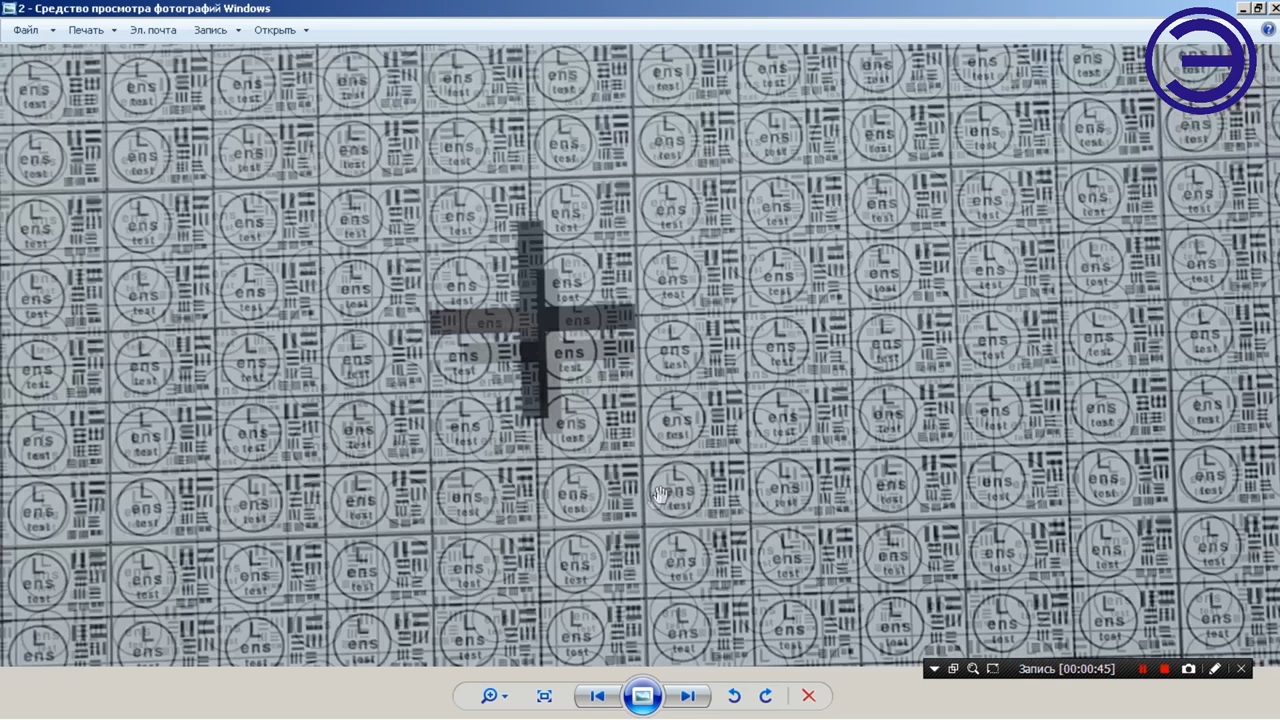 2 - Средство просмотра фотографий Windows
Файл Печать Эл. почта Запись Открыть
Э
L
ens
test
Запись [00:00:45]